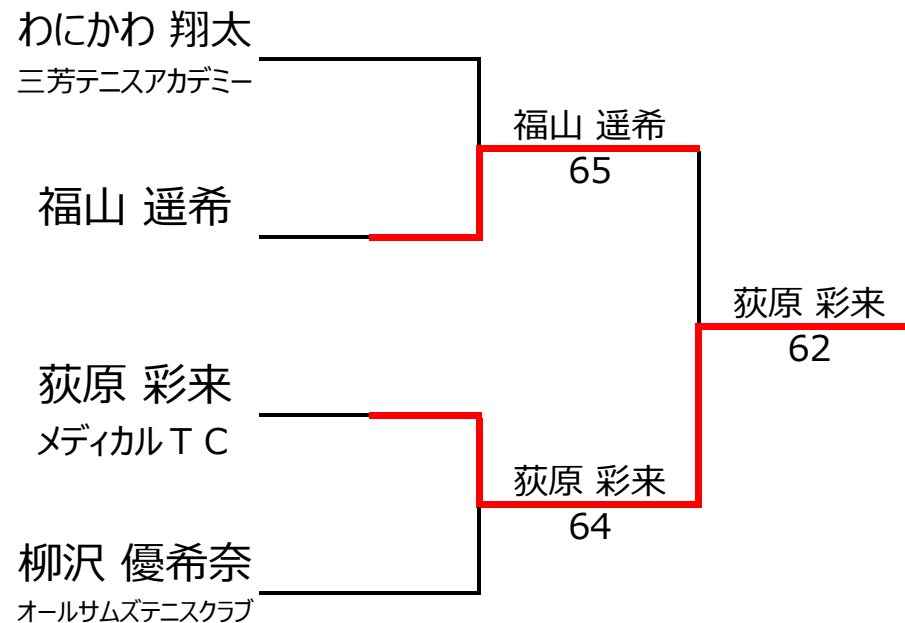 わにかわ 翔太
三芳テニスアカデミー
福山 遥希
65
福山 遥希
荻原 彩来
62
荻原 彩来
メディカルＴＣ
荻原 彩来
64
柳沢 優希奈
オールサムズテニスクラブ